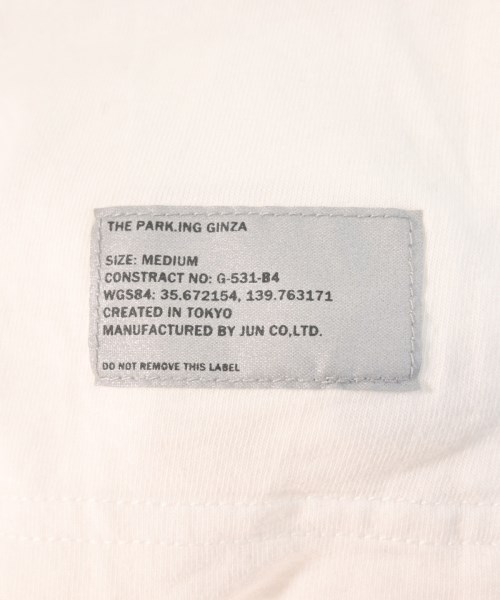 THE PARK.ING GINZA
SIZE: MEDIUM
CONSTRACT NO: G-531-B4
WGS84: 35.672154, 139.763171
CREATED IN TOKYO
MANUFACTURED BY JUN CO,LTD.
DO NOT REMOVE THIS LABEL